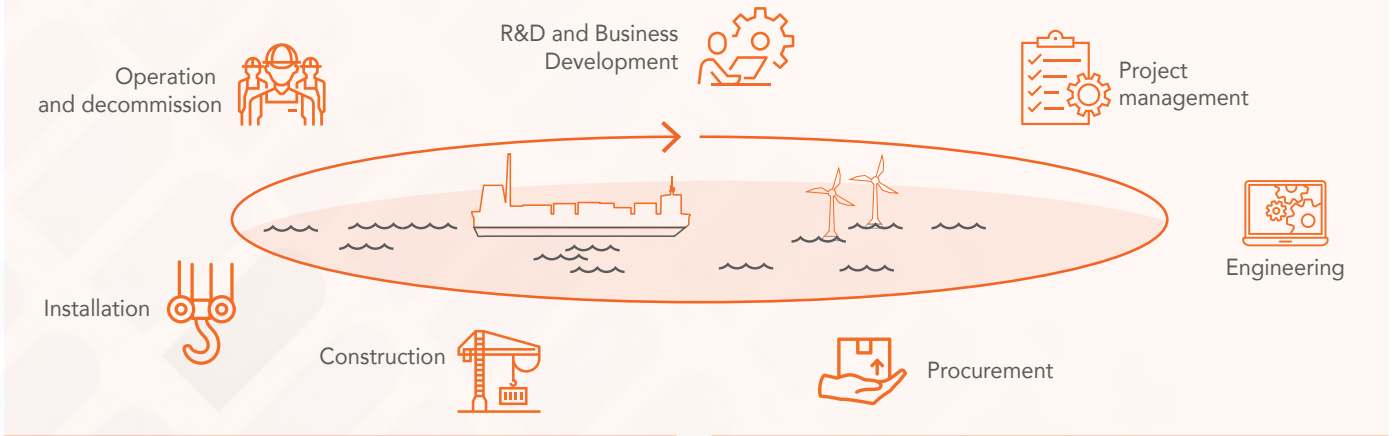 R&D and Business
Development
Project
management
Operation
and decommission
Engineering
Installation
Construction
Procurement